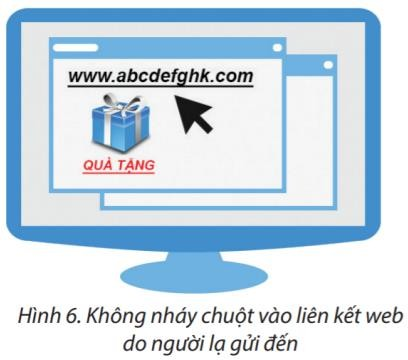 www.abcdefghk.com
QUÀ TẶNG
Hình 6. Không nháy chuột vào liên kết web
do người lạ gửi đến